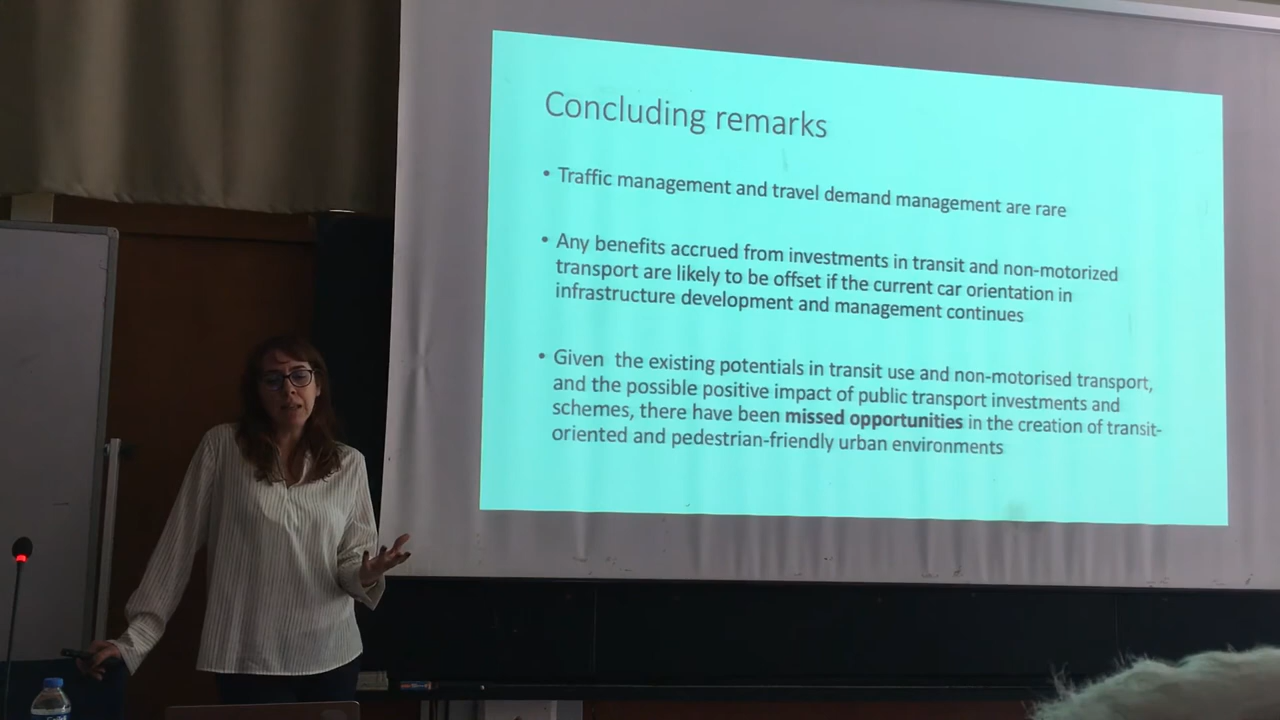 Concluding remarks
• Traffic management and travel demand management are rare
• Any benefits accrued from investments in transit and non-motorized
transport are likely to be offset if the current car orientation in
infrastructure development and management continues
• Given the existing potentials in transit use and non-motorised transport,
and the possible positive impact of public transport investments and
schemes, there have been missed opportunities in the creation of transit-
oriented and pedestrian-friendly urban environments